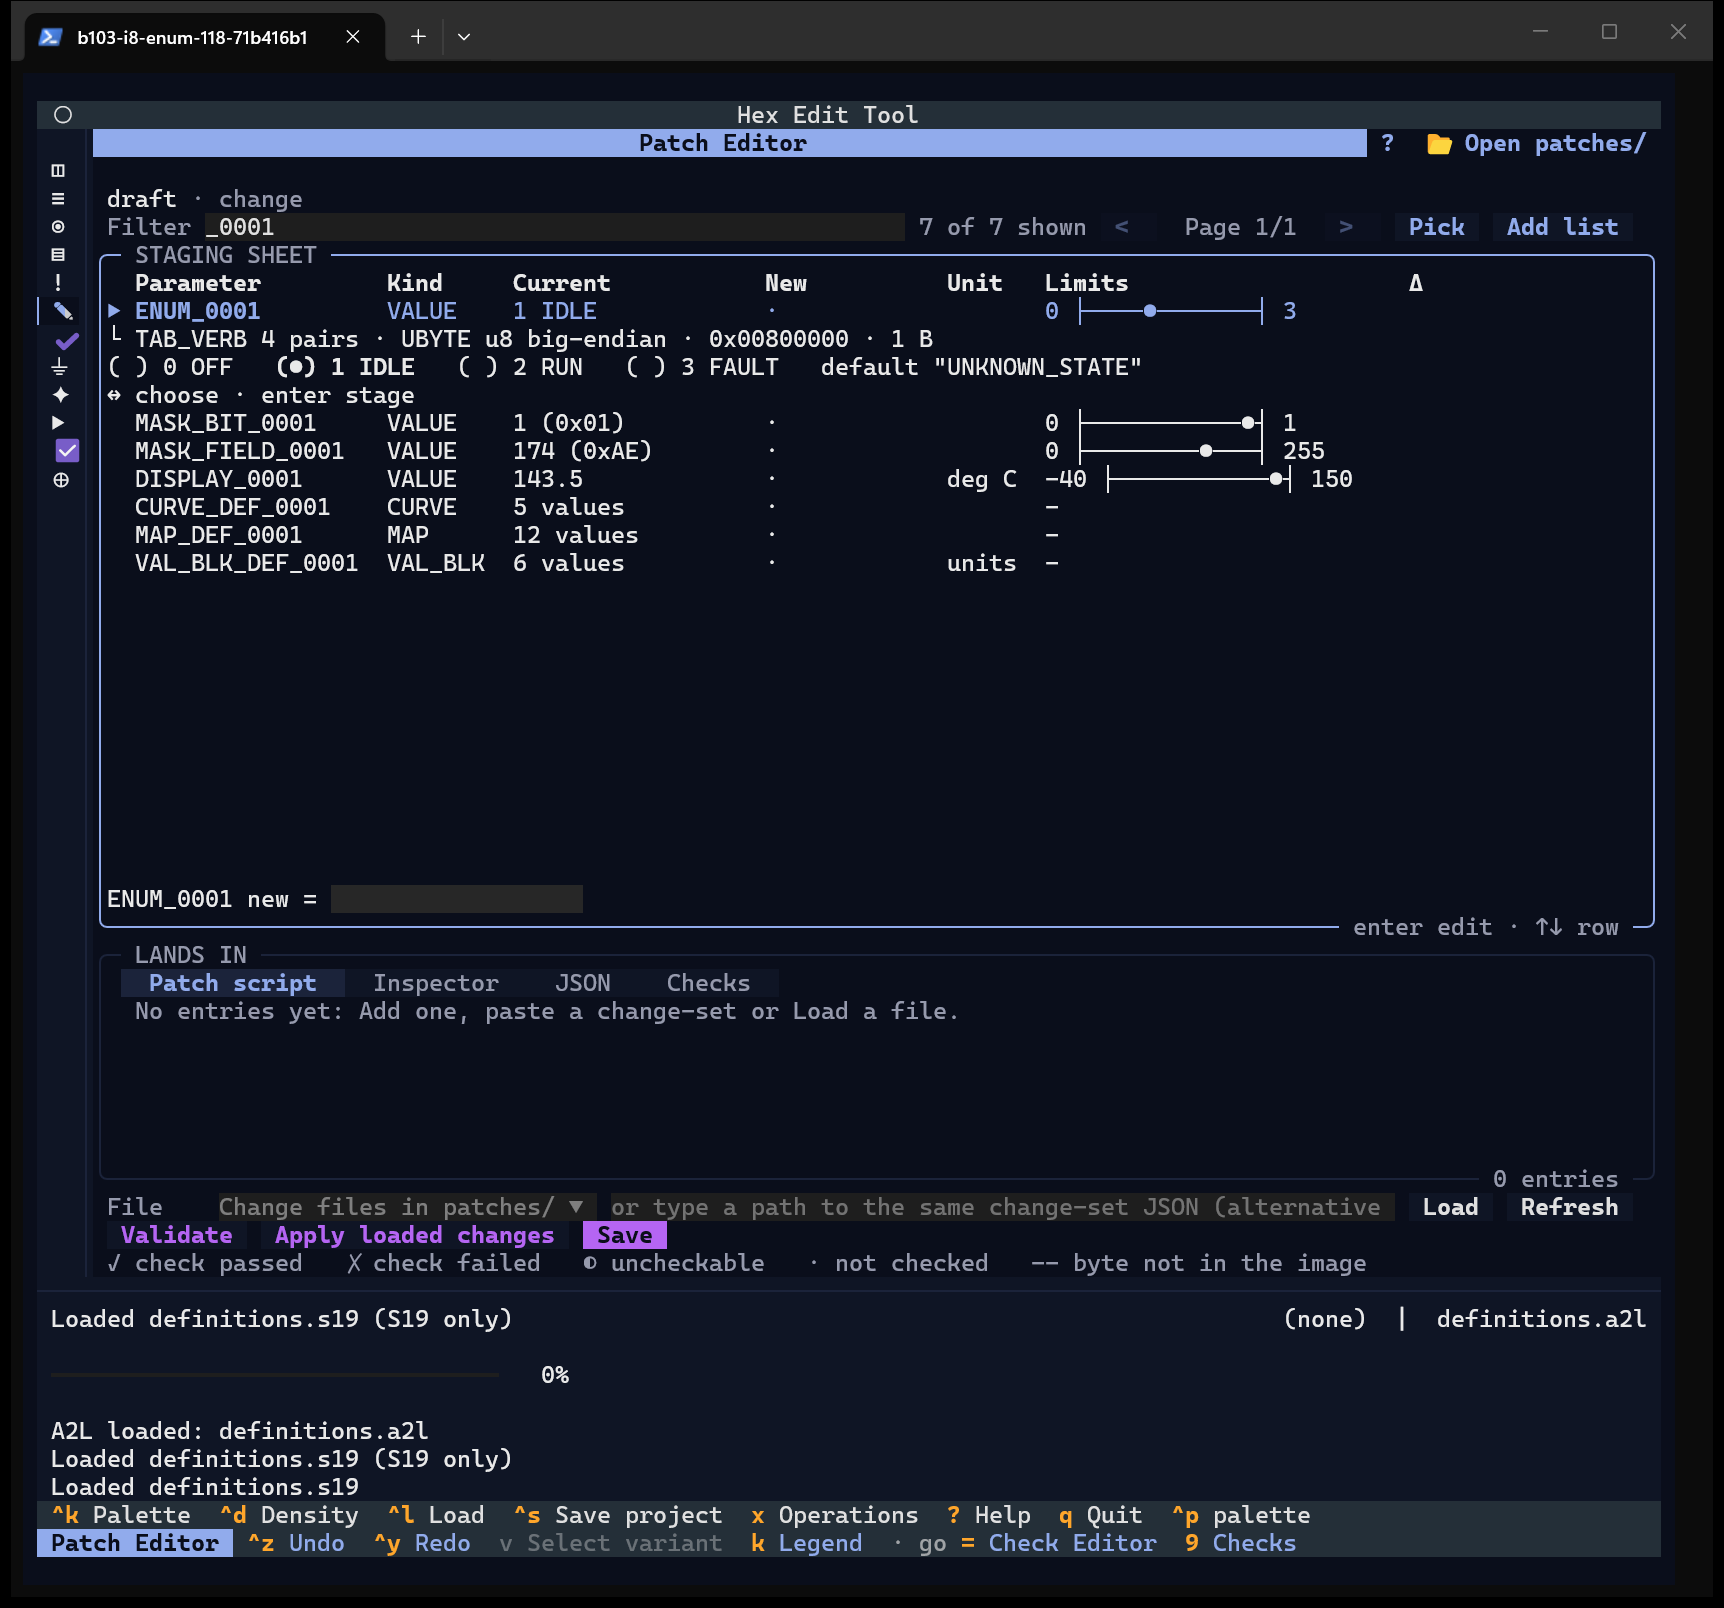 b103-i8-enum-118-71b416b1
Hex Edit Tool
Patch Editor ? Open patches/
draft · change
Filter _0001 7 of 7 shown < Page 1/1 > Pick Add list
STAGING SHEET
Parameter Kind Current New Unit Limits Δ
▶ ENUM_0001 VALUE 1 IDLE · 0 3
└ TAB_VERB 4 pairs · UBYTE u8 big-endian · 0x00800000 · 1 B
( ) 0 OFF (●) 1 IDLE ( ) 2 RUN ( ) 3 FAULT default "UNKNOWN_STATE"
↔ choose · enter stage
MASK_BIT_0001 VALUE 1 (0x01) · 0 1
MASK_FIELD_0001 VALUE 174 (0xAE) · 0 255
DISPLAY_0001 VALUE 143.5 · deg C -40 150
CURVE_DEF_0001 CURVE 5 values · -
MAP_DEF_0001 MAP 12 values · -
VAL_BLK_DEF_0001 VAL_BLK 6 values · units -
ENUM_0001 new =
enter edit · ↑↓ row
LANDS IN
Patch script Inspector JSON Checks
No entries yet: Add one, paste a change-set or Load a file.
0 entries
File Change files in patches/ ▼ or type a path to the same change-set JSON (alternative Load Refresh
Validate Apply loaded changes Save
√ check passed ╳ check failed ◐ uncheckable · not checked -- byte not in the image
Loaded definitions.s19 (S19 only) (none) | definitions.a2l
0%
A2L loaded: definitions.a2l
Loaded definitions.s19 (S19 only)
Loaded definitions.s19
^k Palette ^d Density ^l Load ^s Save project x Operations ? Help q Quit ^p palette
Patch Editor ^z Undo ^y Redo v Select variant k Legend · go = Check Editor 9 Checks